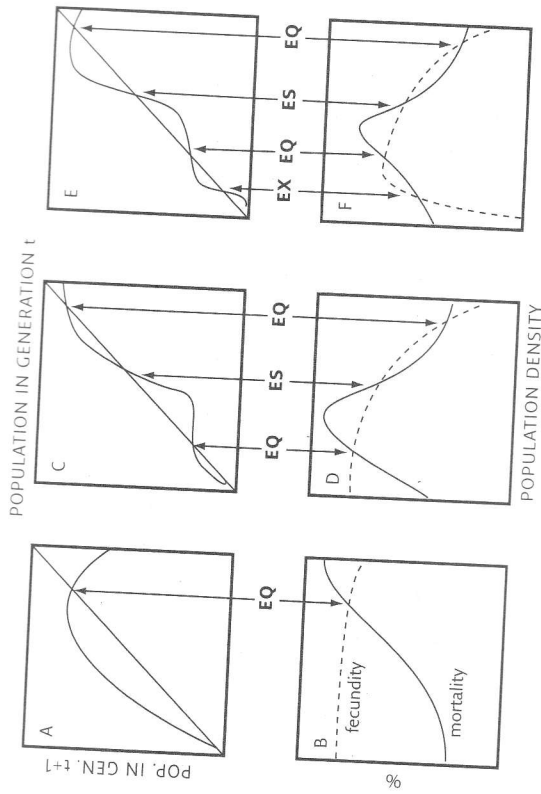 A
C
E
POP. IN GEN. t+1
POPULATION IN GENERATION t
EQ
EQ
ES
EQ
EX
EQ
ES
EQ
B
fecundity
mortality
D
F
%
POPULATION DENSITY